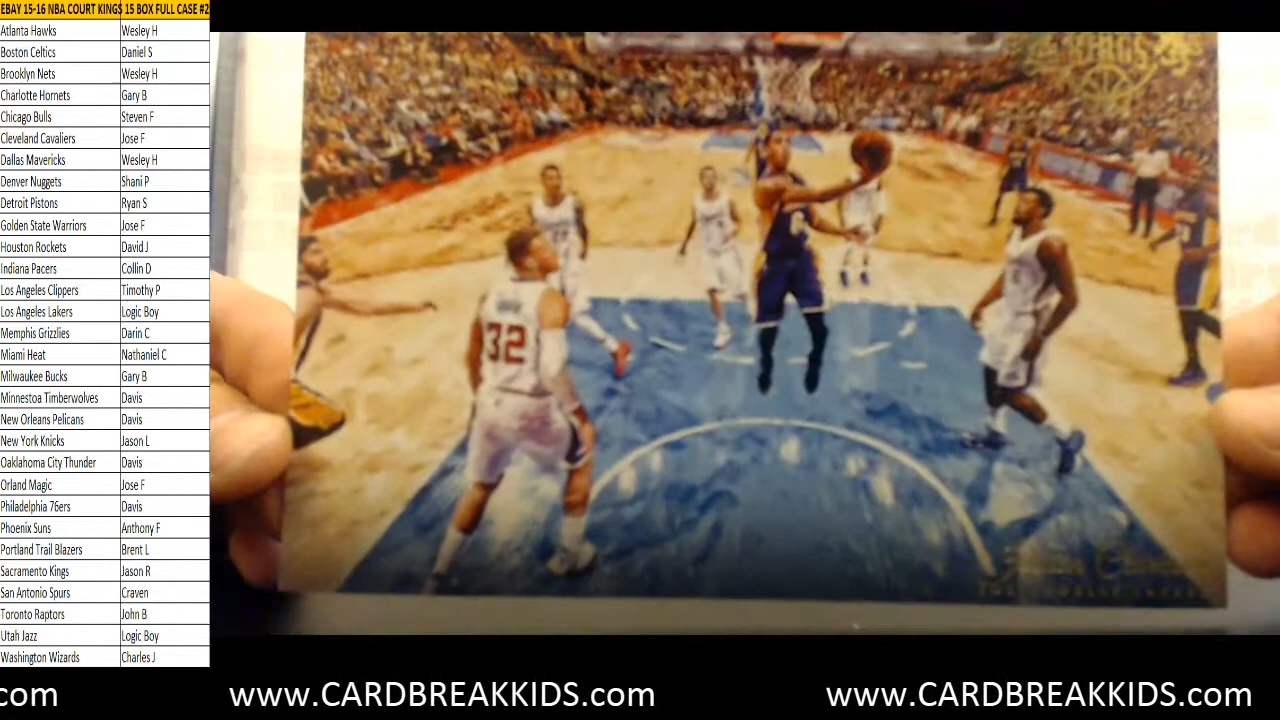 EBAY 15-16 NBA COURT KINGS 15 BOX FULL CASE #2
Atlanta Hawks Wesley H
Boston Celtics Daniel S
Brooklyn Nets Wesley H
Charlotte Hornets Gary B
Chicago Bulls Steven F
Cleveland Cavaliers Jose F
Dallas Mavericks Wesley H
Denver Nuggets Shani P
Detroit Pistons Ryan S
Golden State Warriors Jose F
Houston Rockets David J
Indiana Pacers Collin D
Los Angeles Clippers Timothy P
Los Angeles Lakers Logic Boy
Memphis Grizzlies Darin C
Miami Heat Nathaniel C
Milwaukee Bucks Gary B
Minnestoa Timberwolves Davis
New Orleans Pelicans Davis
New York Knicks Jason L
Oaklahoma City Thunder Davis
Orland Magic Jose F
Philadelphia 76ers Davis
Phoenix Suns Anthony F
Portland Trail Blazers Brent L
Sacramento Kings Jason R
San Antonio Spurs Craven
Toronto Raptors John B
Utah Jazz Logic Boy
Washington Wizards Charles J
KINGS
32
com www.CARDBREAKKIDS.com www.CARDBREAKKIDS.com